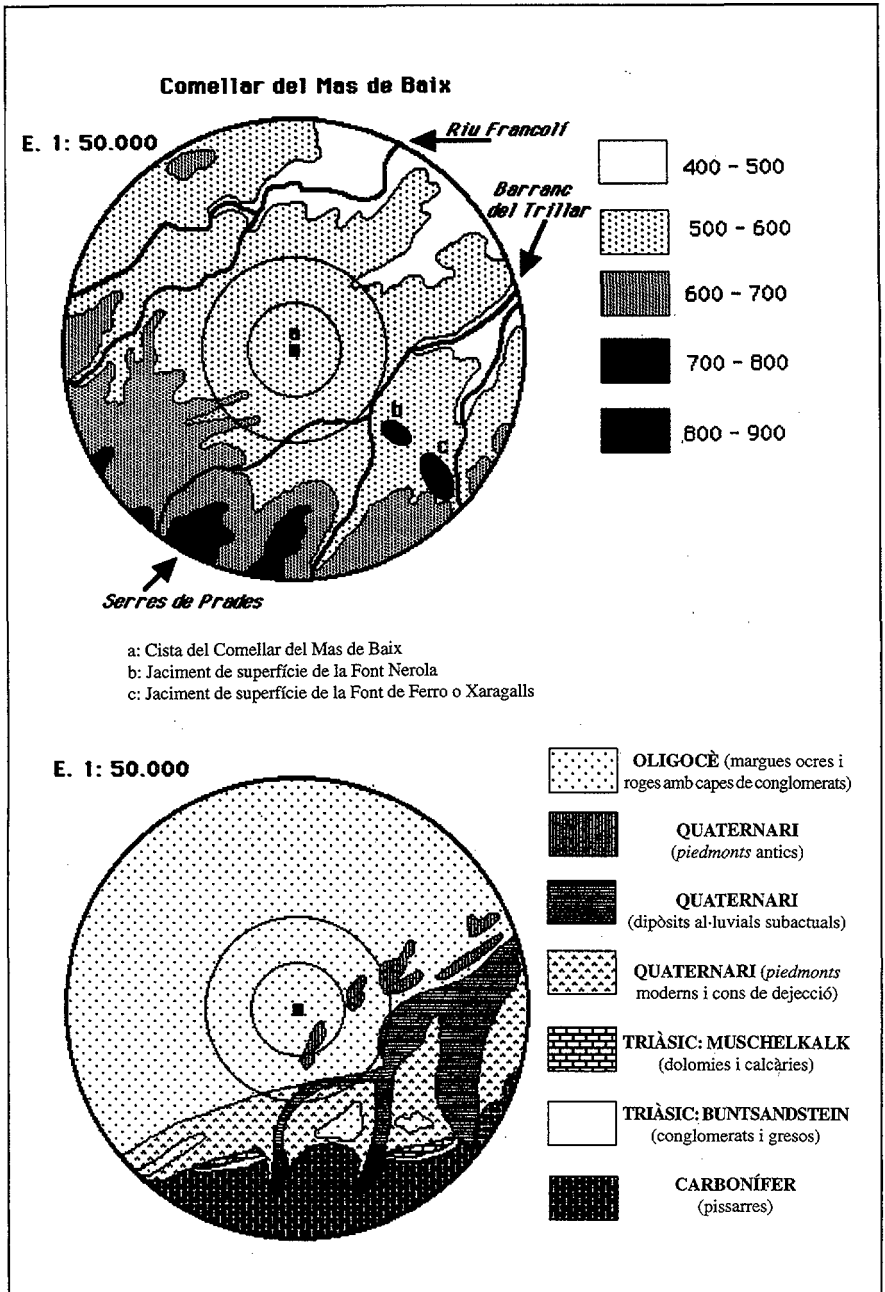 Comellar del Mas de Baix
E. 1: 50.000
Riu Francolí
Barranc
del Trillar
400 - 500
500 - 600
600 - 700
700 - 800
800 - 900
a
b
c
Serres de Prades
a: Cista del Comellar del Mas de Baix
b: Jaciment de superfície de la Font Nerola
c: Jaciment de superfície de la Font de Ferro o Xaragalls
E. 1: 50.000
OLIGOCÈ (margues ocres i
roges amb capes de conglomerats)
QUATERNARI
(piedmonts antics)
QUATERNARI
(dipòsits al·luvials subactuals)
QUATERNARI (piedmonts
moderns i cons de dejecció)
TRIÀSIC: MUSCHELKALK
(dolomies i calcàries)
TRIÀSIC: BUNTSANDSTEIN
(conglomerats i gresos)
CARBONÍFER
(pissarres)